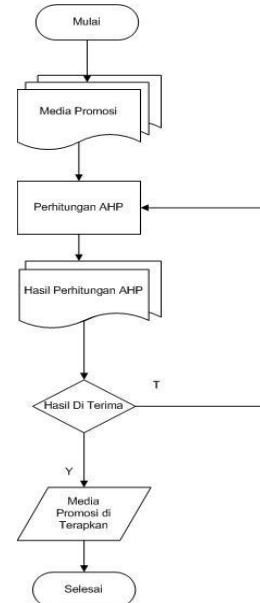 Mulai
Media Promosi
Perhitungan AHP
Hasil Perhitungan AHP
Hasil Di Terima
T
Y
Media
Promosi di
Terapkan
Selesai